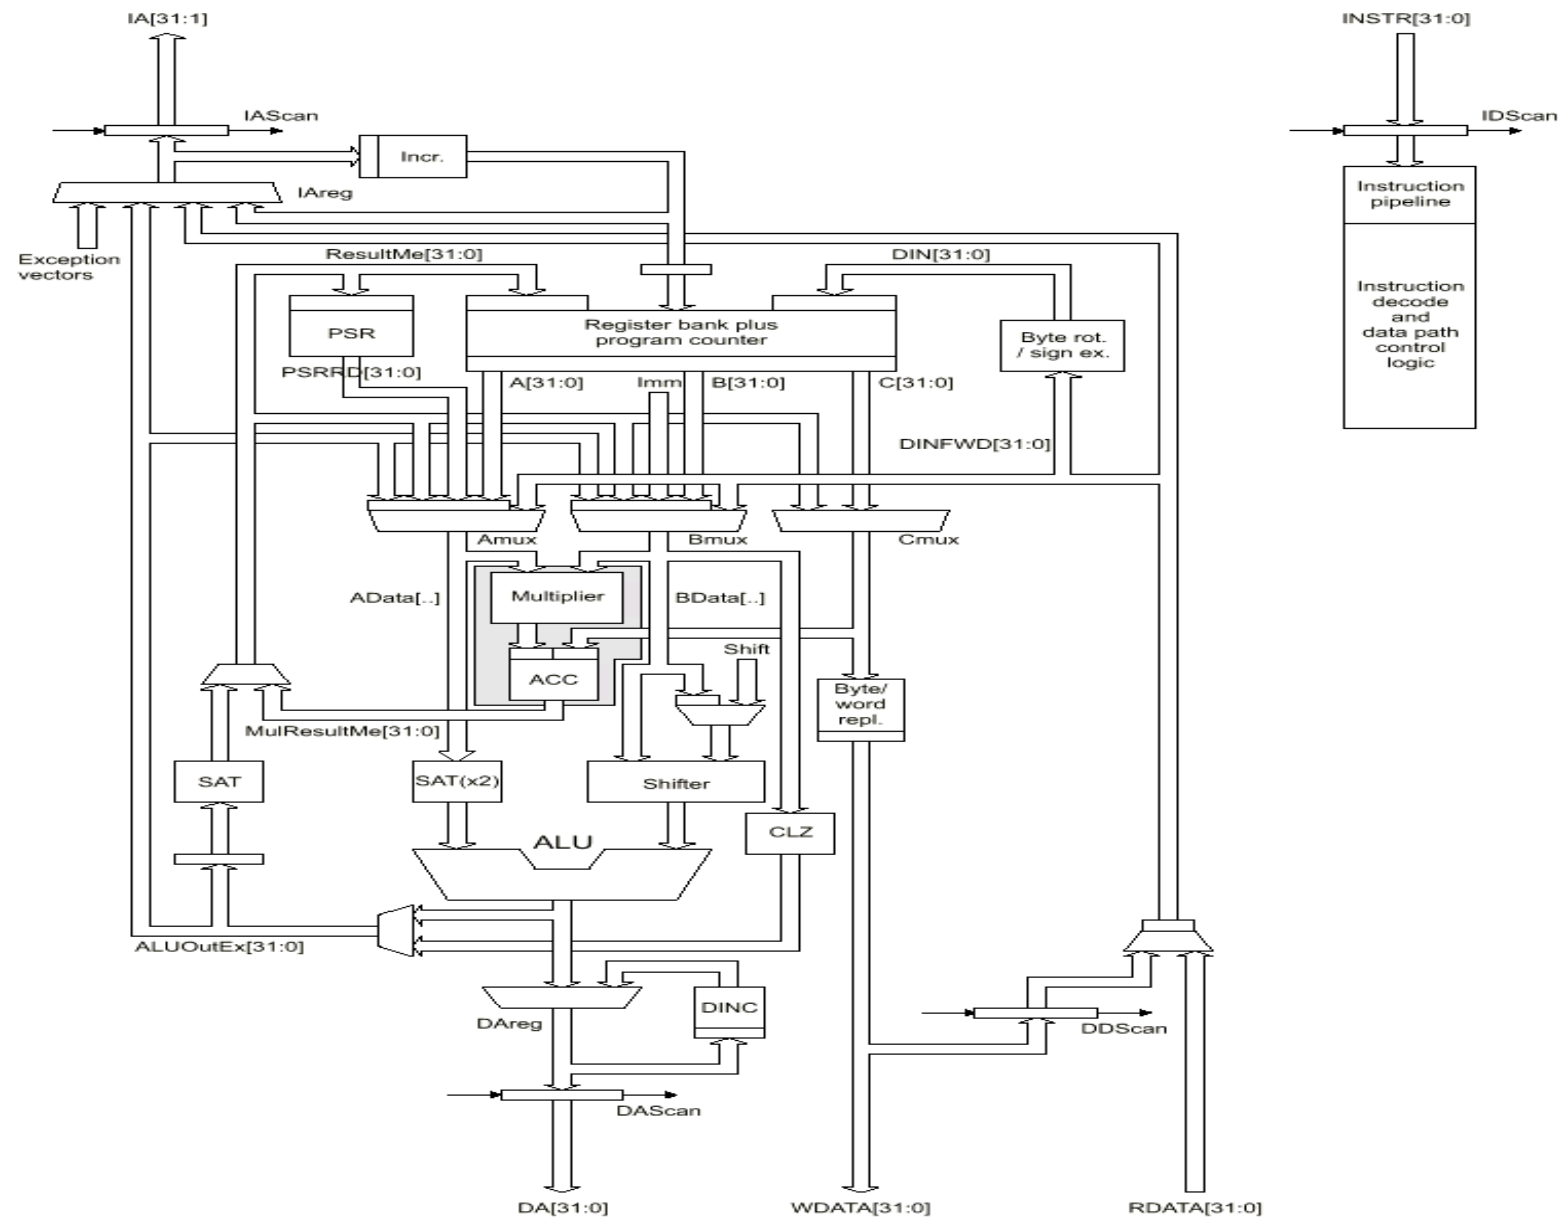 IA[31:1]
INSTR[31:0]
IAScan
IDScan
Incr.
IAreg
Instruction
pipeline
Exception
vectors
ResultMe[31:0]
DIN[31:0]
Instruction
decode
and
data path
control
logic
PSR
Register bank plus
program counter
Byte rot.
/ sign ex.
PSRRD[31:0]
A[31:0]
Imm
B[31:0]
C[31:0]
DINFWD[31:0]
Amux
Bmux
Cmux
AData[..]
Multiplier
BData[..]
Shift
ACC
Byte/
word
repl.
MulResultMe[31:0]
SAT
SAT(x2)
Shifter
CLZ
ALU
ALUOutEx[31:0]
DINC
DAreg
DDScan
DAScan
DA[31:0]
WDATA[31:0]
RDATA[31:0]